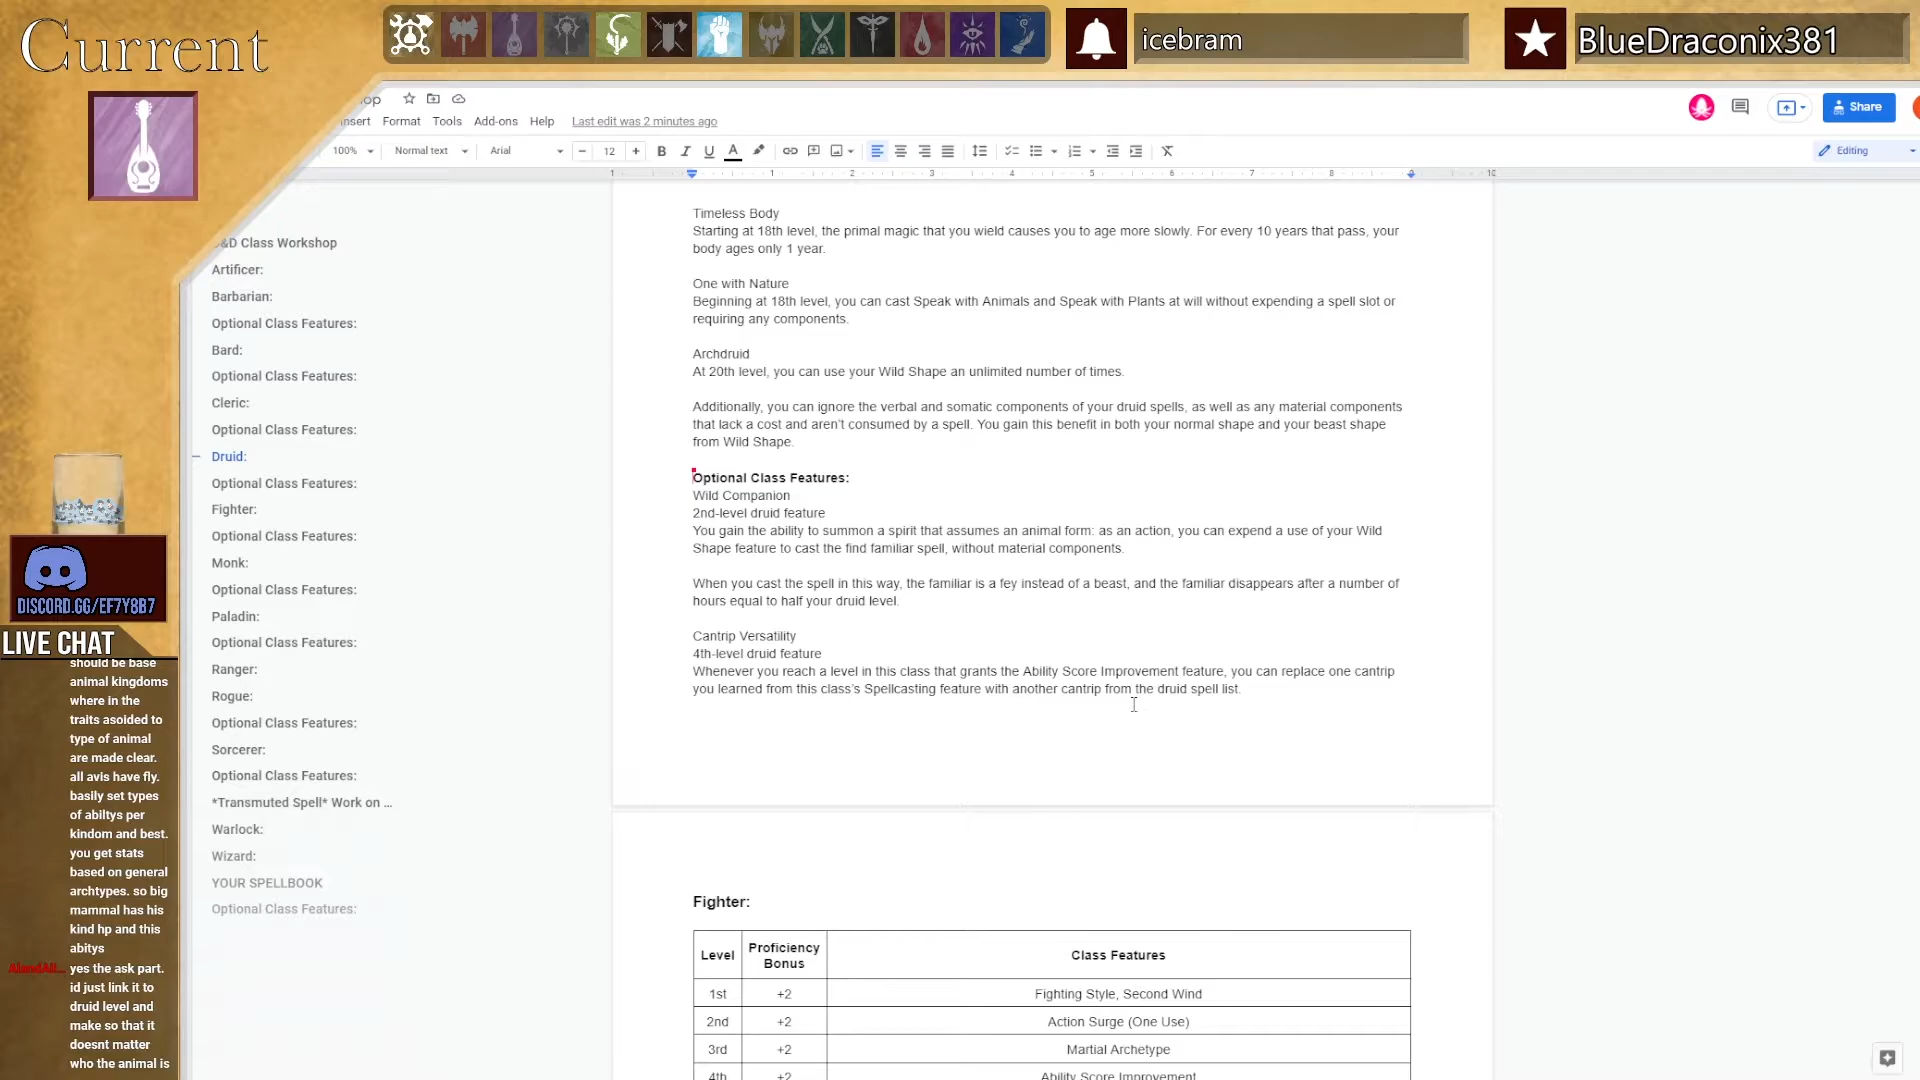 Current
icebram
BlueDraconix381
op
nsert Format Tools Add-ons Help Last edit was 2 minutes ago
Share
100% Normal text Arial 12 Editing
1 1 2 3 4 5 6 7 8 10
&D Class Workshop
Artificer:
Barbarian:
Optional Class Features:
Bard:
Optional Class Features:
Cleric:
Optional Class Features:
Druid:
Optional Class Features:
Fighter:
Optional Class Features:
Monk:
Optional Class Features:
Paladin:
Optional Class Features:
Ranger:
Rogue:
Optional Class Features:
Sorcerer:
Optional Class Features:
*Transmuted Spell* Work on ...
Warlock:
Wizard:
YOUR SPELLBOOK
Optional Class Features:
Timeless Body
Starting at 18th level, the primal magic that you wield causes you to age more slowly. For every 10 years that pass, your
body ages only 1 year.
One with Nature
Beginning at 18th level, you can cast Speak with Animals and Speak with Plants at will without expending a spell slot or
requiring any components.
Archdruid
At 20th level, you can use your Wild Shape an unlimited number of times.
Additionally, you can ignore the verbal and somatic components of your druid spells, as well as any material components
that lack a cost and aren't consumed by a spell. You gain this benefit in both your normal shape and your beast shape
from Wild Shape.
Optional Class Features:
Wild Companion
2nd-level druid feature
You gain the ability to summon a spirit that assumes an animal form: as an action, you can expend a use of your Wild
Shape feature to cast the find familiar spell, without material components.
When you cast the spell in this way, the familiar is a fey instead of a beast, and the familiar disappears after a number of
hours equal to half your druid level.
Cantrip Versatility
4th-level druid feature
Whenever you reach a level in this class that grants the Ability Score Improvement feature, you can replace one cantrip
you learned from this class's Spellcasting feature with another cantrip from the druid spell list.
Fighter:
Level Proficiency Bonus Class Features
1st +2 Fighting Style, Second Wind
2nd +2 Action Surge (One Use)
3rd +2 Martial Archetype
4th +2 Ability Score Improvement
DISCORD.GG/EF7Y8B7
LIVE CHAT
should be base
animal kingdoms
where in the
traits asoided to
type of animal
are made clear.
all avis have fly.
basily set types
of abiltys per
kindom and best.
you get stats
based on general
archtypes. so big
mammal has his
kind hp and this
abitys
yes the ask part.
id just link it to
druid level and
make so that it
doesnt matter
who the animal is